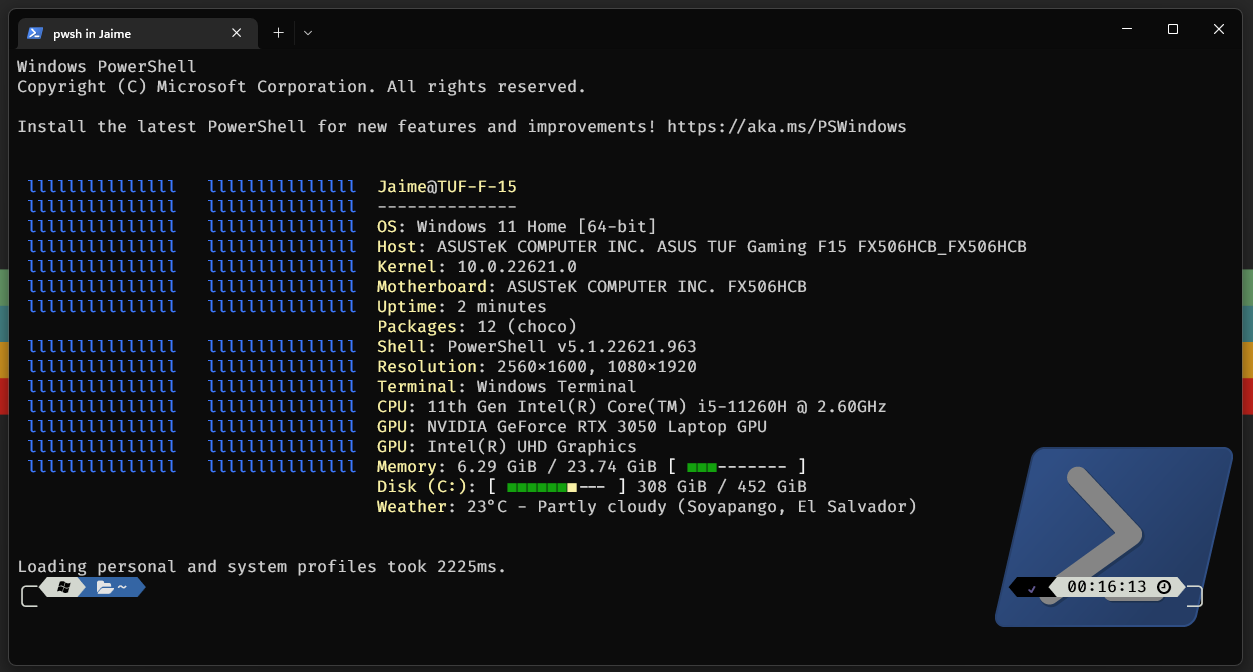 pwsh in Jaime
Windows PowerShell
Copyright (C) Microsoft Corporation. All rights reserved.
Install the latest PowerShell for new features and improvements! https://aka.ms/PSWindows
lllllllllllllll   lllllllllllllll  Jaime@TUF-F-15
lllllllllllllll   lllllllllllllll  --------------
lllllllllllllll   lllllllllllllll  OS: Windows 11 Home [64-bit]
lllllllllllllll   lllllllllllllll  Host: ASUSTeK COMPUTER INC. ASUS TUF Gaming F15 FX506HCB_FX506HCB
lllllllllllllll   lllllllllllllll  Kernel: 10.0.22621.0
lllllllllllllll   lllllllllllllll  Motherboard: ASUSTeK COMPUTER INC. FX506HCB
lllllllllllllll   lllllllllllllll  Uptime: 2 minutes
Packages: 12 (choco)
lllllllllllllll   lllllllllllllll  Shell: PowerShell v5.1.22621.963
lllllllllllllll   lllllllllllllll  Resolution: 2560×1600, 1080×1920
lllllllllllllll   lllllllllllllll  Terminal: Windows Terminal
lllllllllllllll   lllllllllllllll  CPU: 11th Gen Intel(R) Core(TM) i5-11260H @ 2.60GHz
lllllllllllllll   lllllllllllllll  GPU: NVIDIA GeForce RTX 3050 Laptop GPU
lllllllllllllll   lllllllllllllll  GPU: Intel(R) UHD Graphics
lllllllllllllll   lllllllllllllll  Memory: 6.29 GiB / 23.74 GiB [ ■■■------- ]
Disk (C:): [ ■■■■■■■--- ] 308 GiB / 452 GiB
Weather: 23°C - Partly cloudy (Soyapango, El Salvador)
Loading personal and system profiles took 2225ms.
~ ✓ 00:16:13